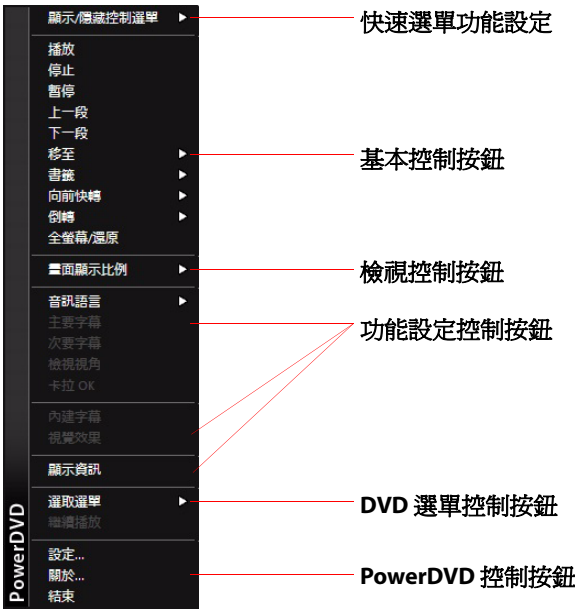 顯示/隱藏控制選單
快速選單功能設定
播放
停止
暫停
上一段
下一段
移至
基本控制按鈕
書籤
向前快轉
倒轉
全螢幕/還原
畫面顯示比例
檢視控制按鈕
音訊語言
主要字幕
功能設定控制按鈕
次要字幕
檢視視角
卡拉 OK
內建字幕
視覺效果
顯示資訊
選取選單
DVD 選單控制按鈕
繼續播放
設定...
關於...
PowerDVD 控制按鈕
結束
PowerDVD